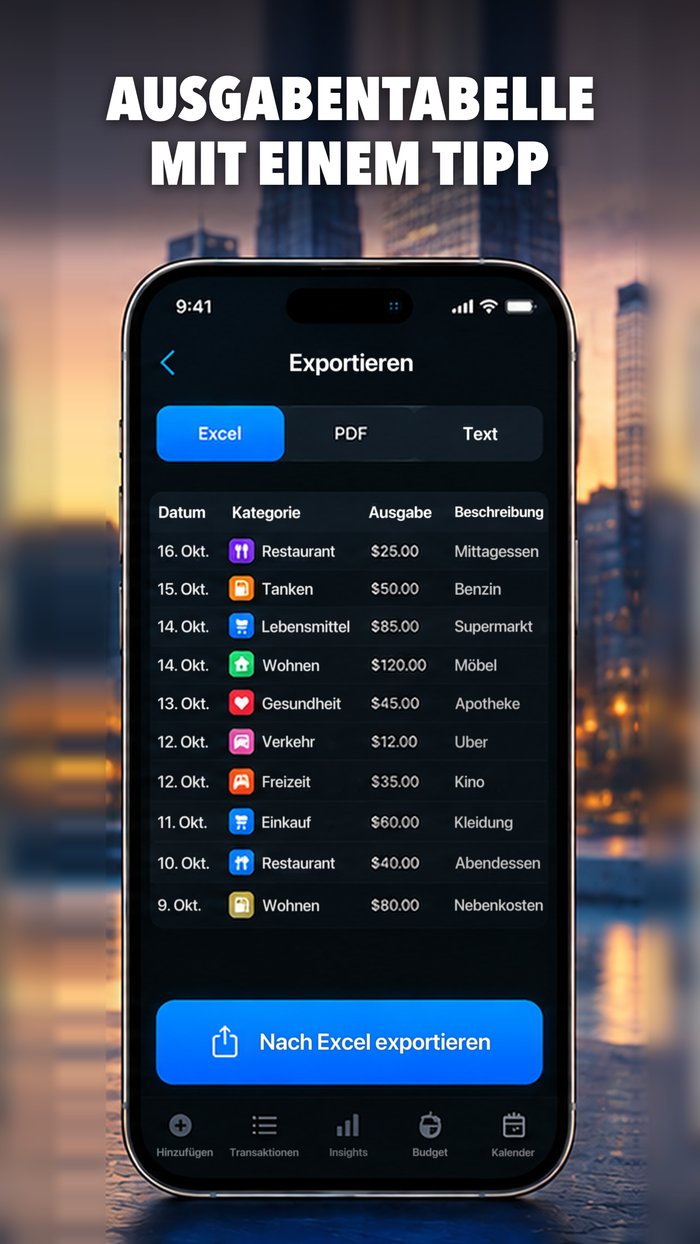 AUSGABENTABELLE
MIT EINEM TIPP
9:41
Exportieren
Excel PDF Text
Datum Kategorie Ausgabe Beschreibung
16. Okt. Restaurant $25.00 Mittagessen
15. Okt. Tanken $50.00 Benzin
14. Okt. Lebensmittel $85.00 Supermarkt
14. Okt. Wohnen $120.00 Möbel
13. Okt. Gesundheit $45.00 Apotheke
12. Okt. Verkehr $12.00 Uber
12. Okt. Freizeit $35.00 Kino
11. Okt. Einkauf $60.00 Kleidung
10. Okt. Restaurant $40.00 Abendessen
9. Okt. Wohnen $80.00 Nebenkosten
Nach Excel exportieren
Hinzufügen Transaktionen Insights Budget Kalender